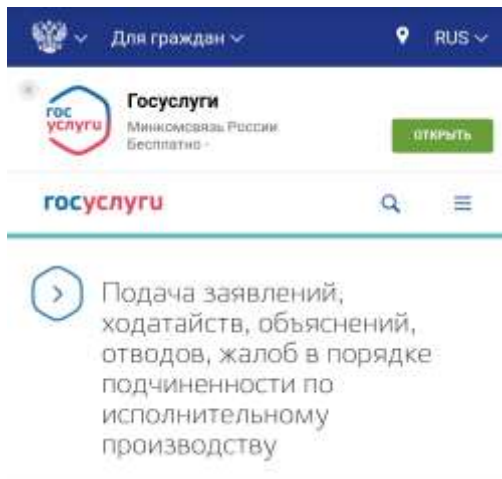 Для граждан
RUS
гос
услуги
Госуслуги
Минкомсвязь России
Бесплатно -
ОТКРЫТЬ
госуслуги
Подача заявлений,
ходатайств, объяснений,
отводов, жалоб в порядке
подчиненности по
исполнительному
производству